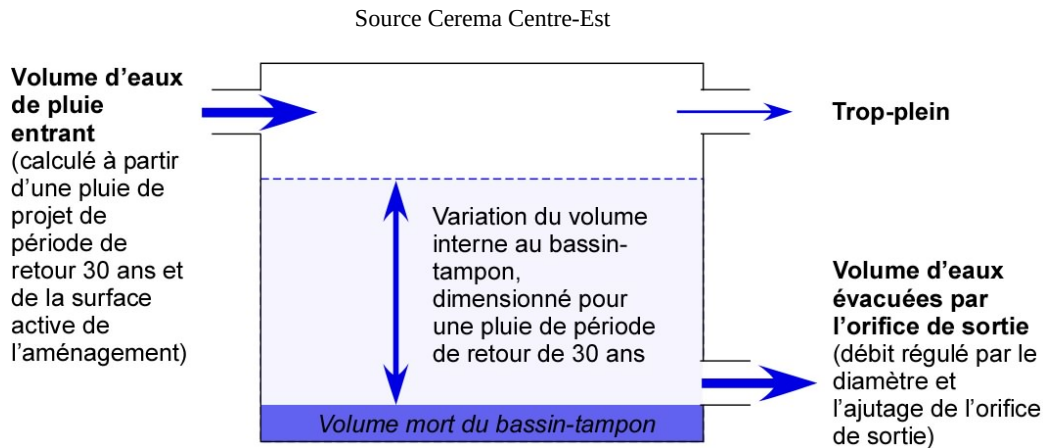 Source Cerema Centre-Est
Volume d'eaux
de pluie
entrant
(calculé à partir
d'une pluie de
projet de
période de
retour 30 ans et
de la surface
active de
l'aménagement)
Trop-plein
Variation du volume
interne au bassin-
tampon,
dimensionné pour
une pluie de période
de retour de 30 ans
Volume d'eaux
évacuées par
l'orifice de sortie
(débit régulé par le
diamètre et
l'ajutage de l'orifice
de sortie)
Volume mort du bassin-tampon